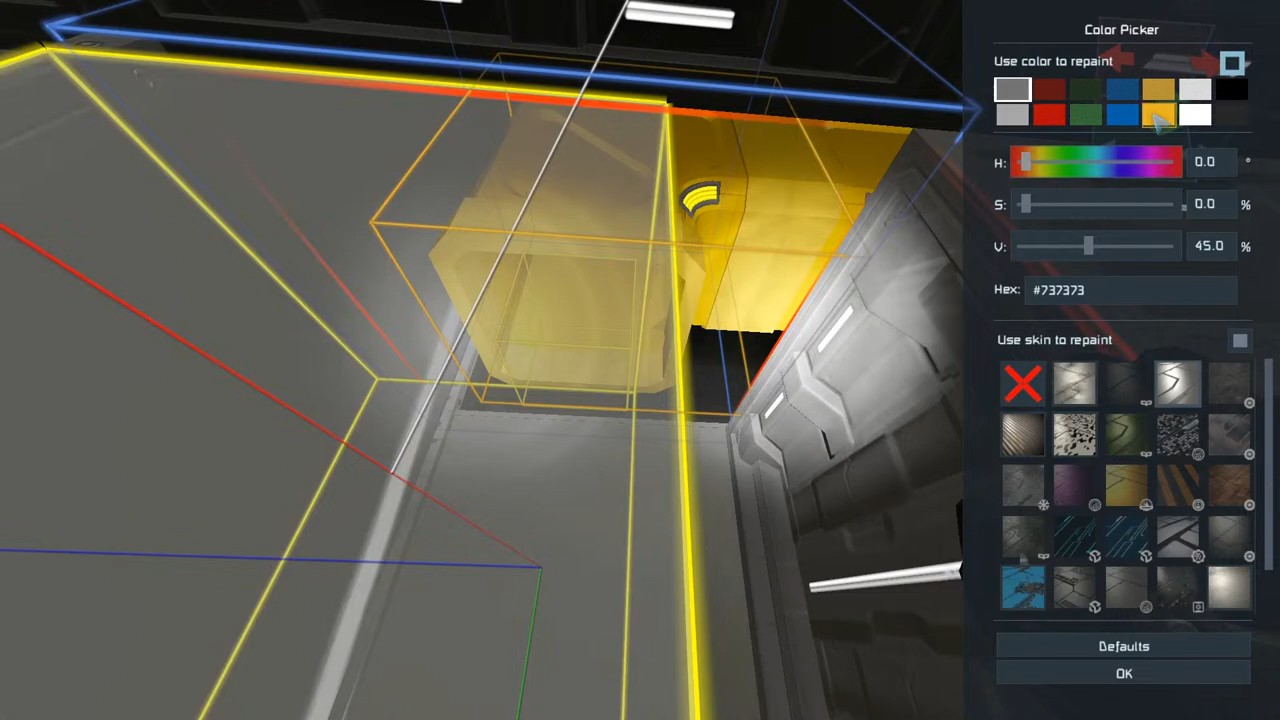 Color Picker
Use color to repaint
H: 0.0 °
S: 0.0 %
V: 45.0 %
Hex: #737373
Use skin to repaint
Defaults
OK